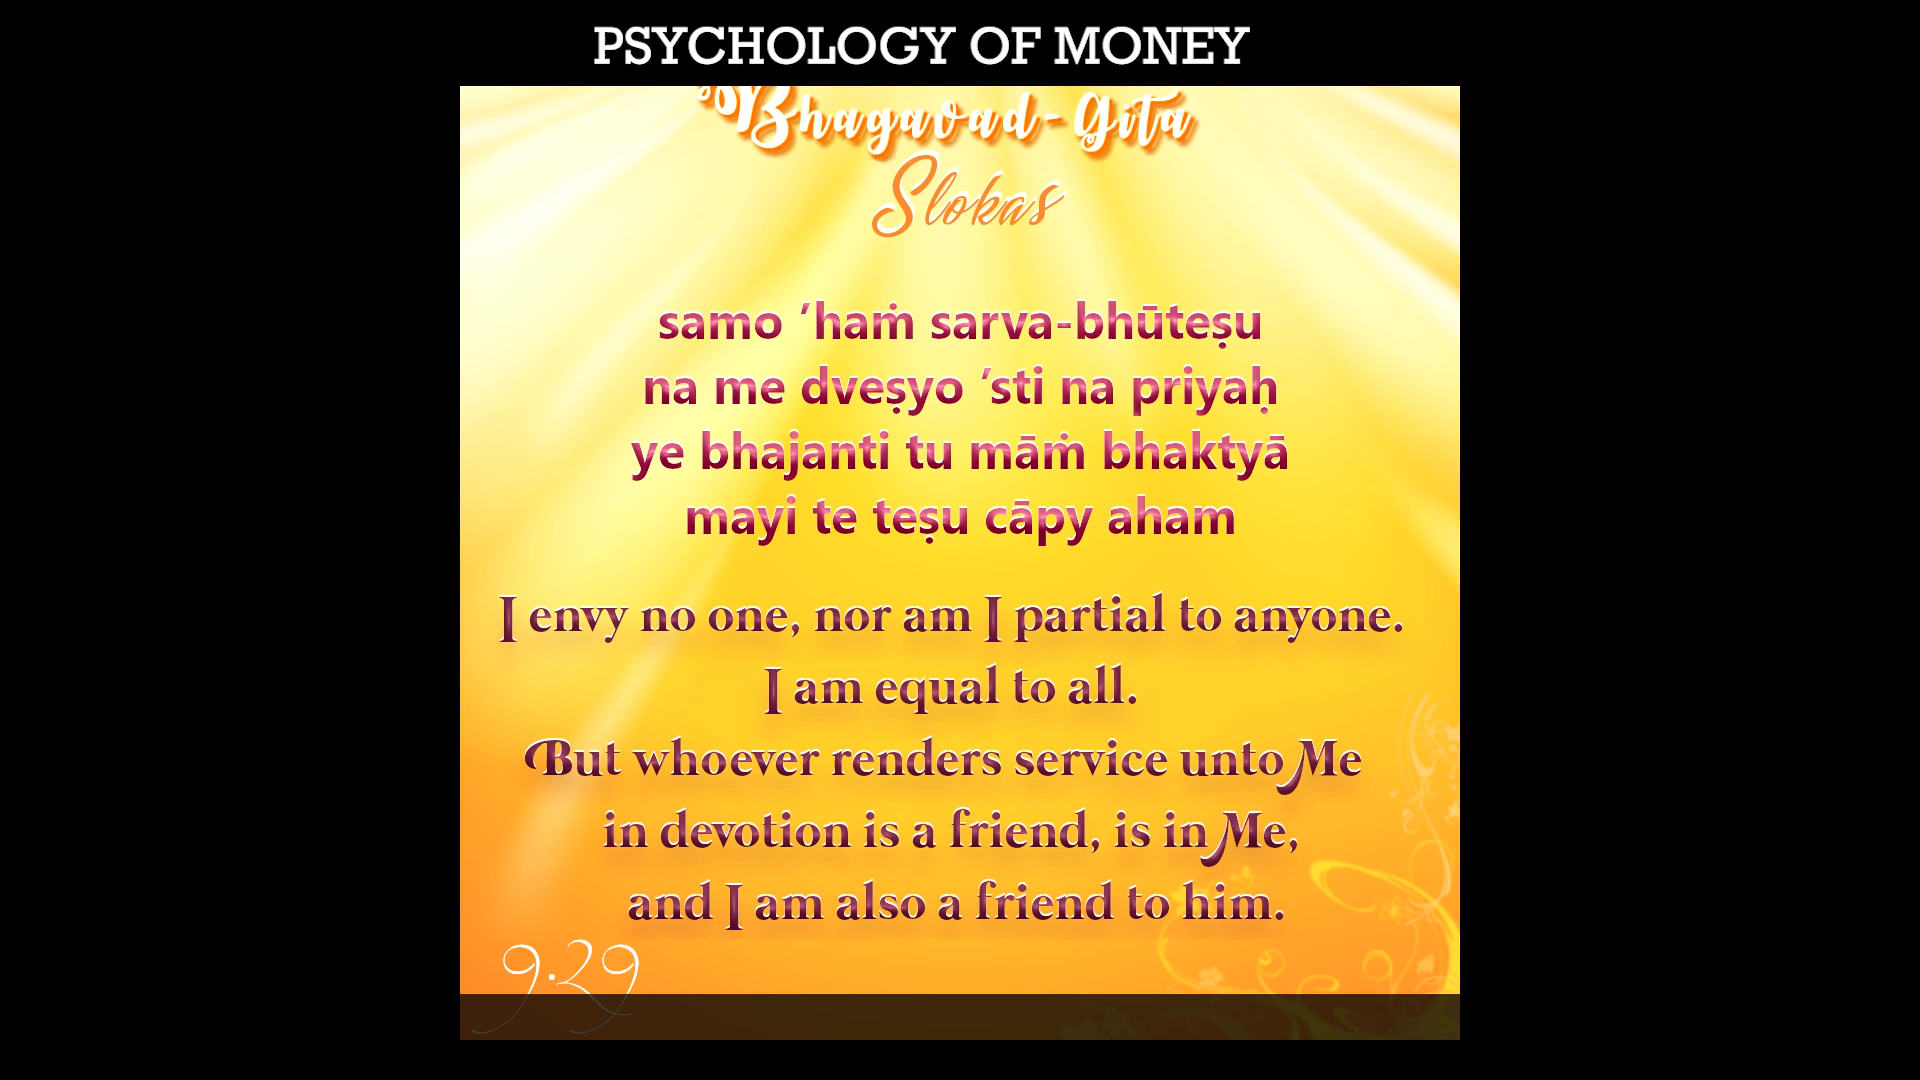 PSYCHOLOGY OF MONEY
Bhagavad-Gita
Slokas
samo ’haṁ sarva-bhūteṣu
na me dveṣyo ’sti na priyaḥ
ye bhajanti tu māṁ bhaktyā
mayi te teṣu cāpy aham
I envy no one, nor am I partial to anyone.
I am equal to all.
But whoever renders service unto Me
in devotion is a friend, is in Me,
and I am also a friend to him.
9.29